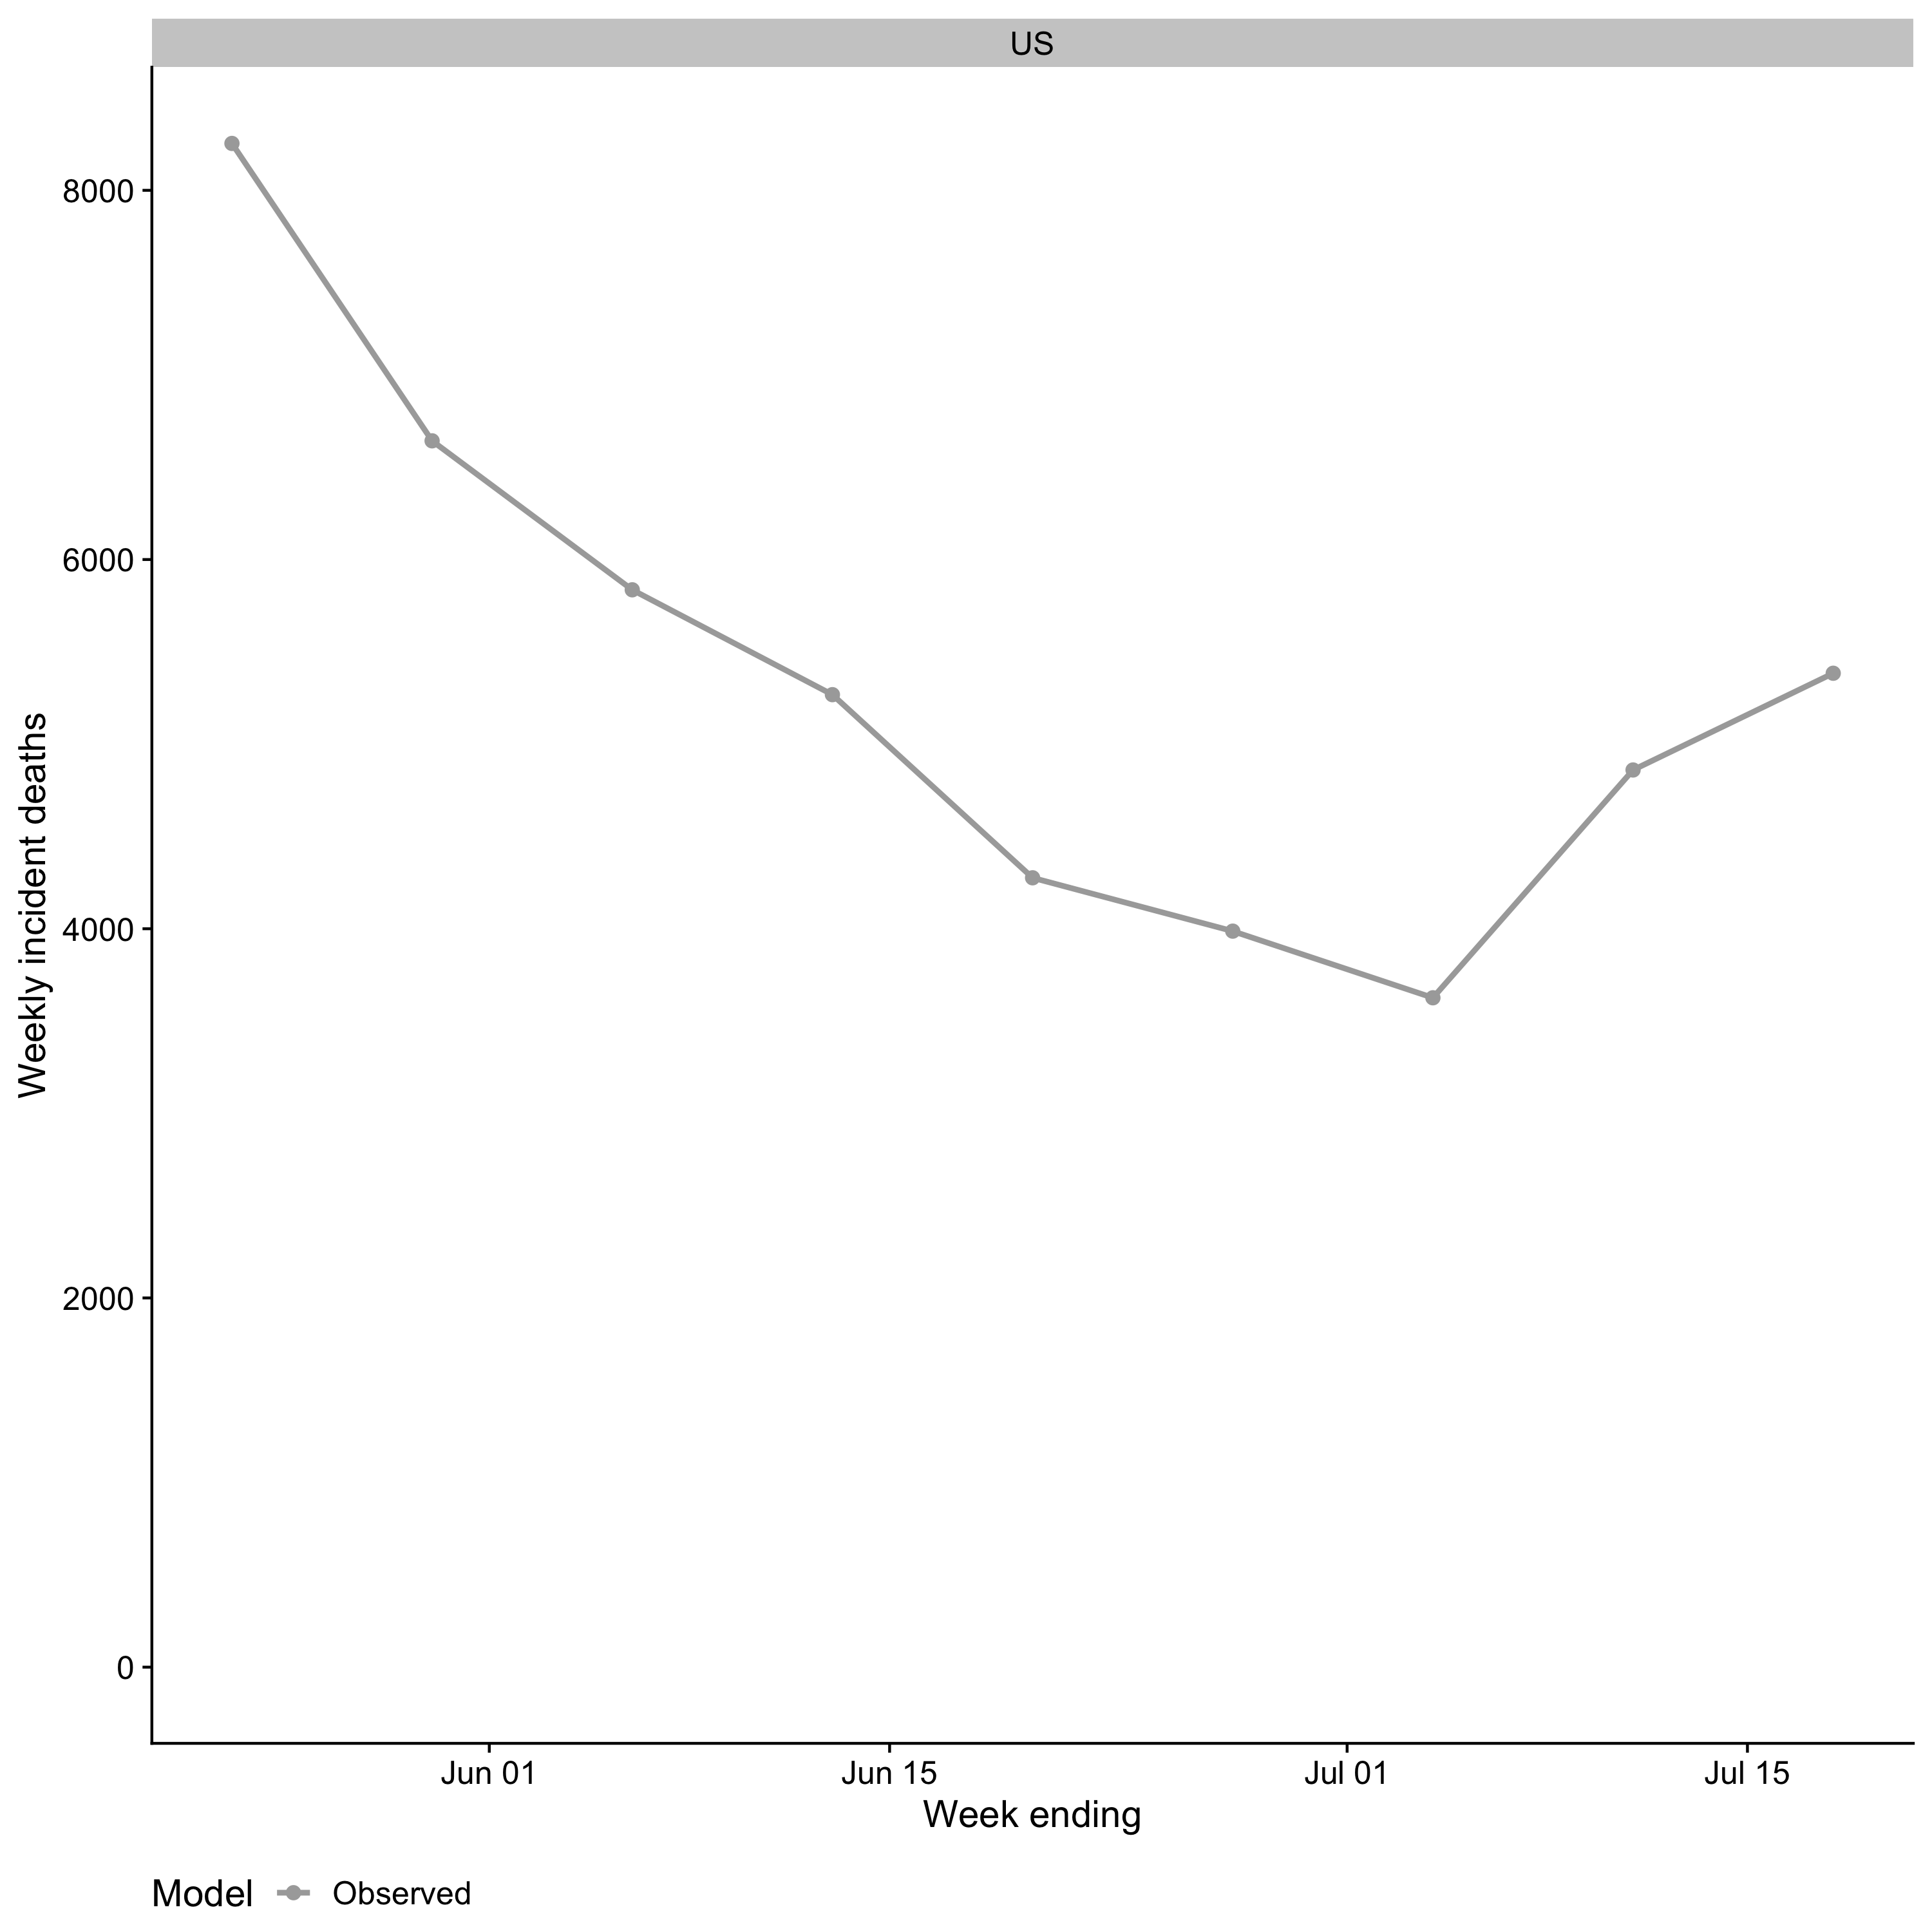 US
8000
6000
4000
2000
0
Weekly incident deaths
Jun 01 Jun 15 Jul 01 Jul 15
Week ending
Model Observed